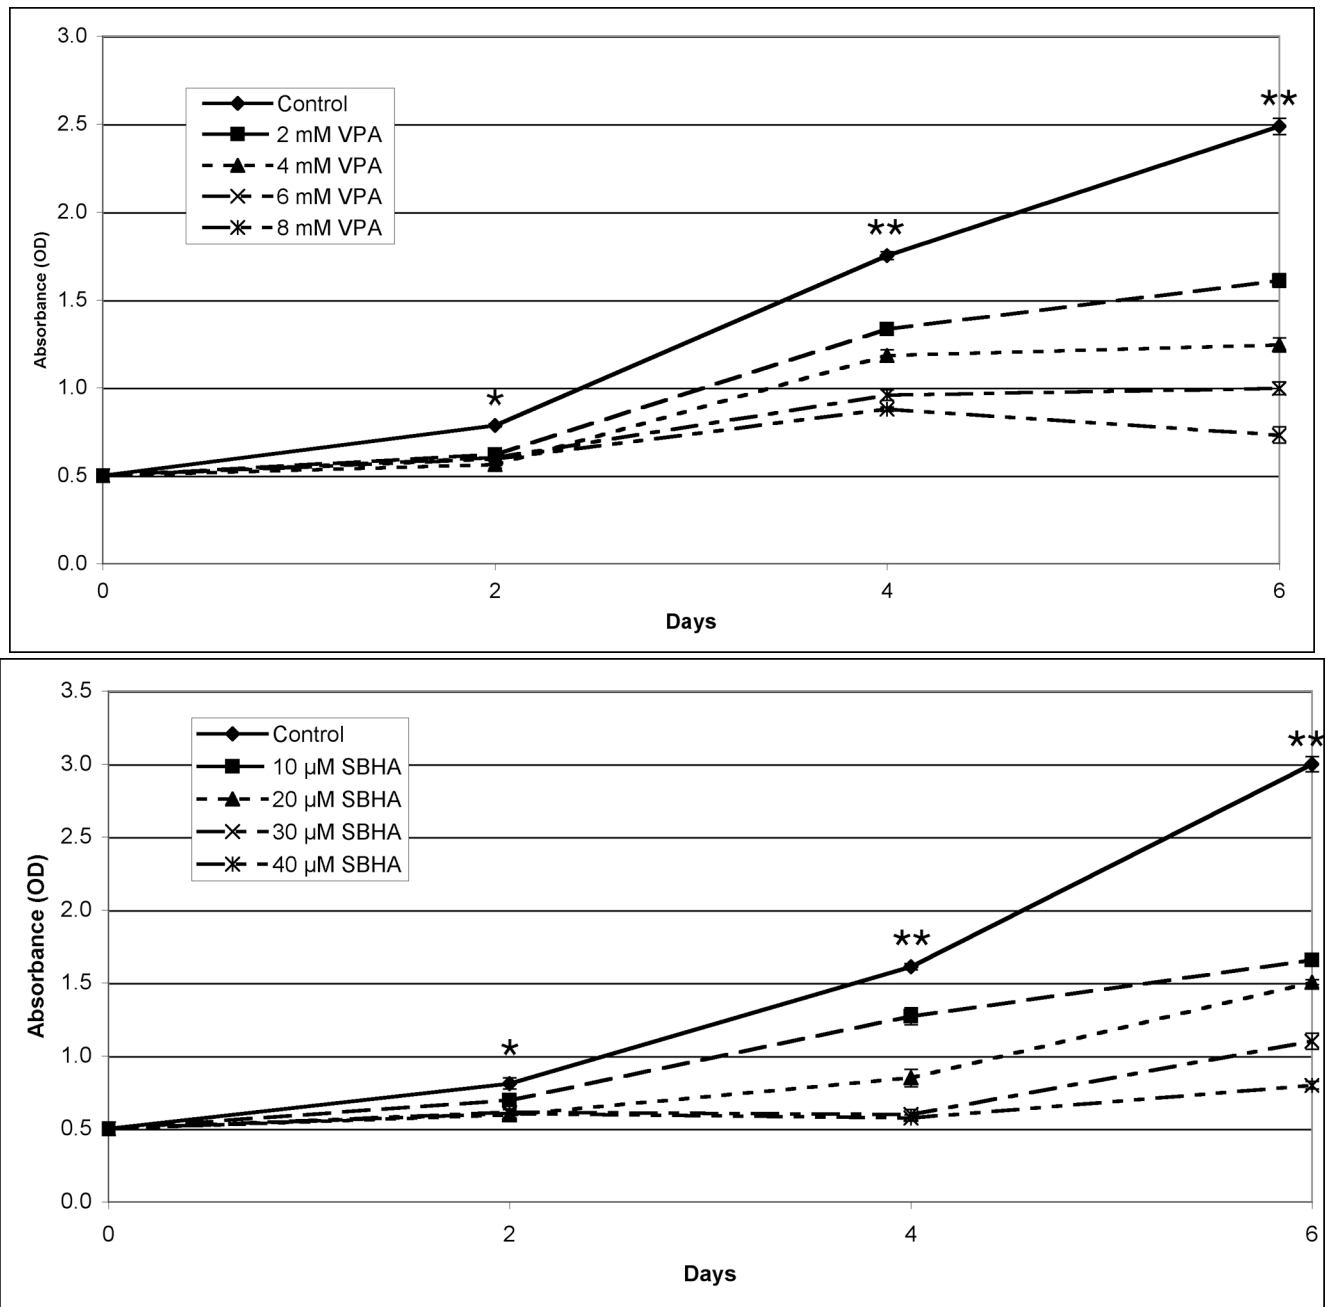 3.0
2.5
2.0
1.5
1.0
0.5
0.0
Absorbance (OD)
Control
2 mM VPA
4 mM VPA
6 mM VPA
8 mM VPA
*
**
**
0 2 4 6
Days
3.5
3.0
2.5
2.0
1.5
1.0
0.5
0.0
Absorbance (OD)
Control
10 µM SBHA
20 µM SBHA
30 µM SBHA
40 µM SBHA
*
**
**
0 2 4 6
Days